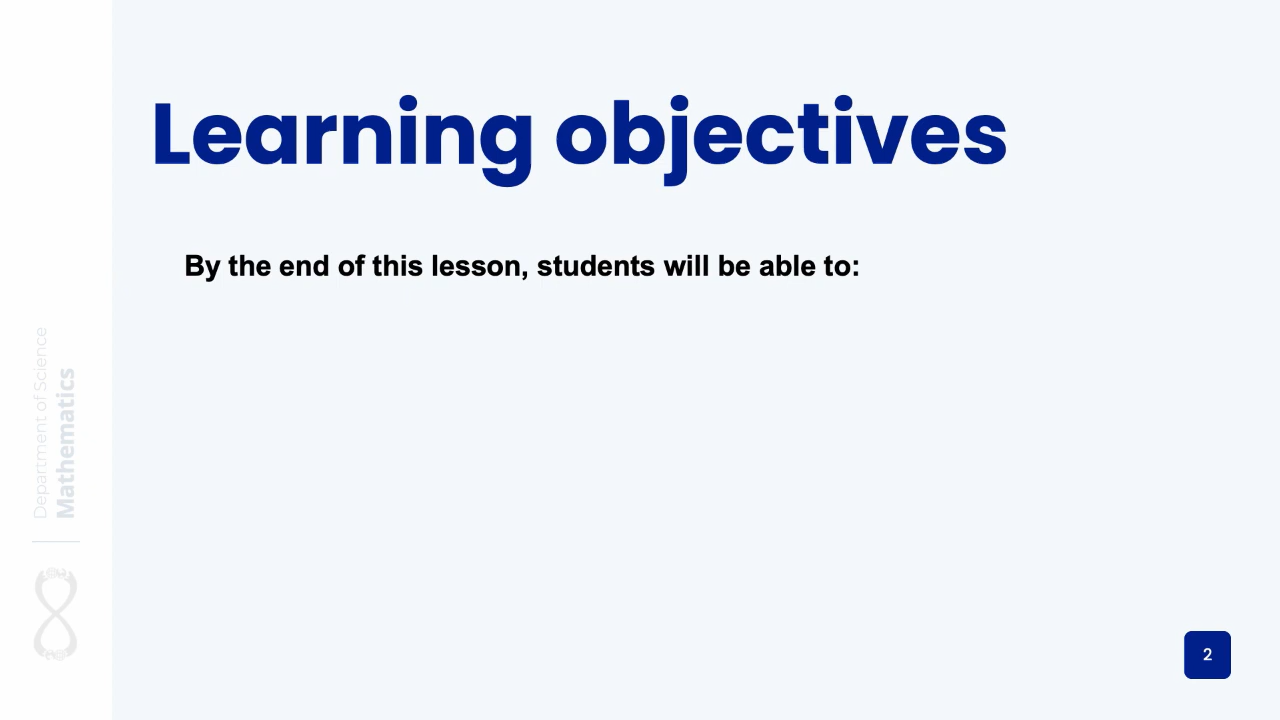 Learning objectives
By the end of this lesson, students will be able to:
Department of Science
Mathematics
2